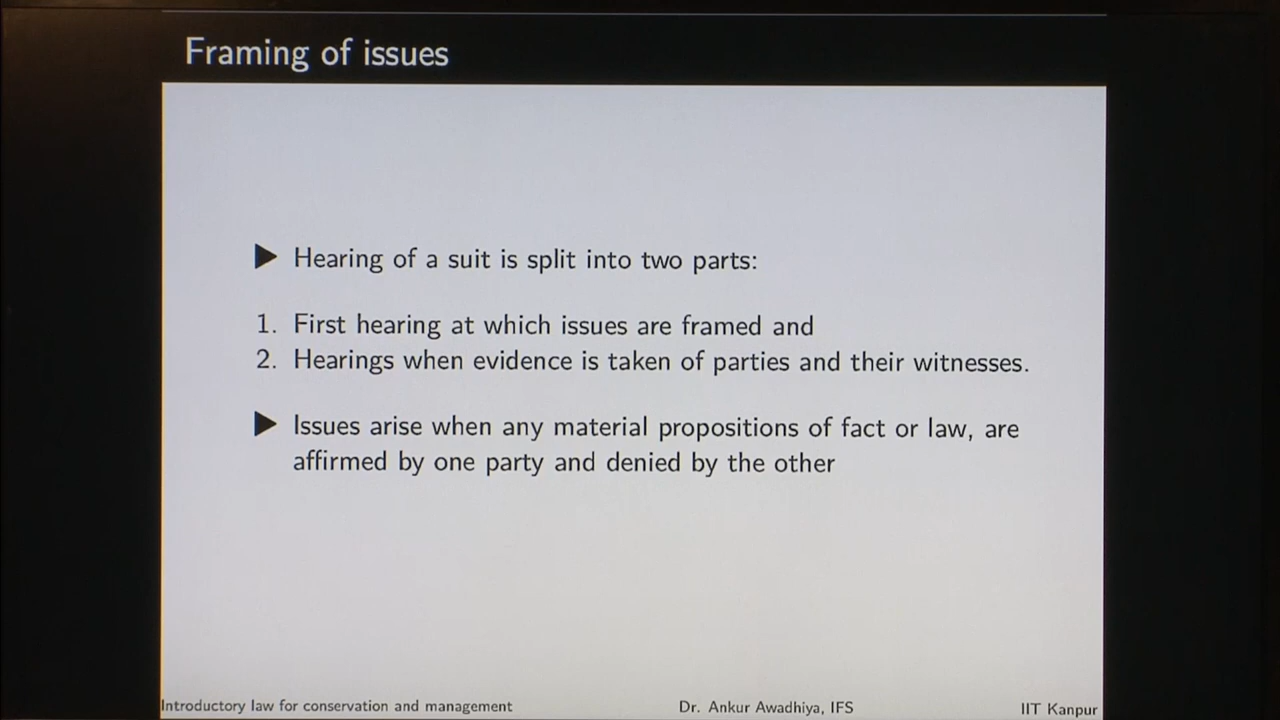 Framing of issues
▶ Hearing of a suit is split into two parts:
1. First hearing at which issues are framed and
2. Hearings when evidence is taken of parties and their witnesses.
▶ Issues arise when any material propositions of fact or law, are
affirmed by one party and denied by the other
Introductory law for conservation and management Dr. Ankur Awadhiya, IFS IIT Kanpur